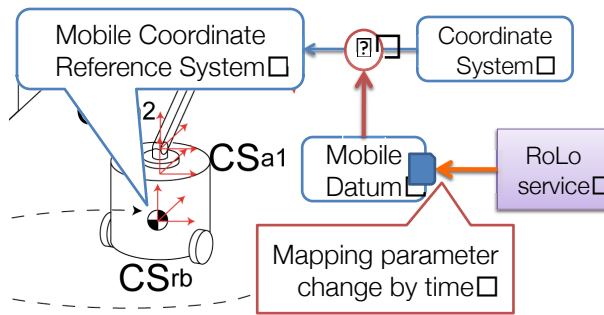 Mobile Coordinate
Reference System□
?□
Coordinate
System□
2
CSa1
Mobile
Datum□
RoLo
service□
CSrb
Mapping parameter
change by time□